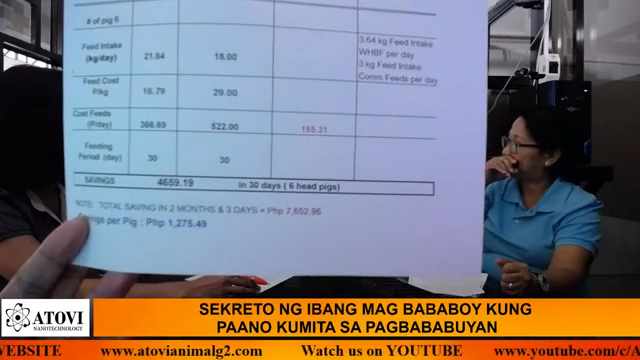 # of pig 6
Feed Intake (kg/day) 21.84 18.00
3.64 kg Feed Intake
WHBF per day
3 kg Feed Intake
Comm Feeds per day
Feed Cost P/kg 16.79 29.00
Cost Feeds (P/day) 366.69 522.00 155.31
Feeding Period (day) 30 30
SAVINGS 4659.19 in 30 days ( 6 head pigs)
NOTE: TOTAL SAVING IN 2 MONTHS & 3 DAYS = Php 7,652.96
Savings per Pig : Php 1,275.49
ATOVI
NANOTECHNOLOGY
SEKRETO NG IBANG MAG BABABOY KUNG
PAANO KUMITA SA PAGBABABUYAN
WEBSITE www.atovianimalg2.com Watch us on YOUTUBE www.youtube.com/c/A